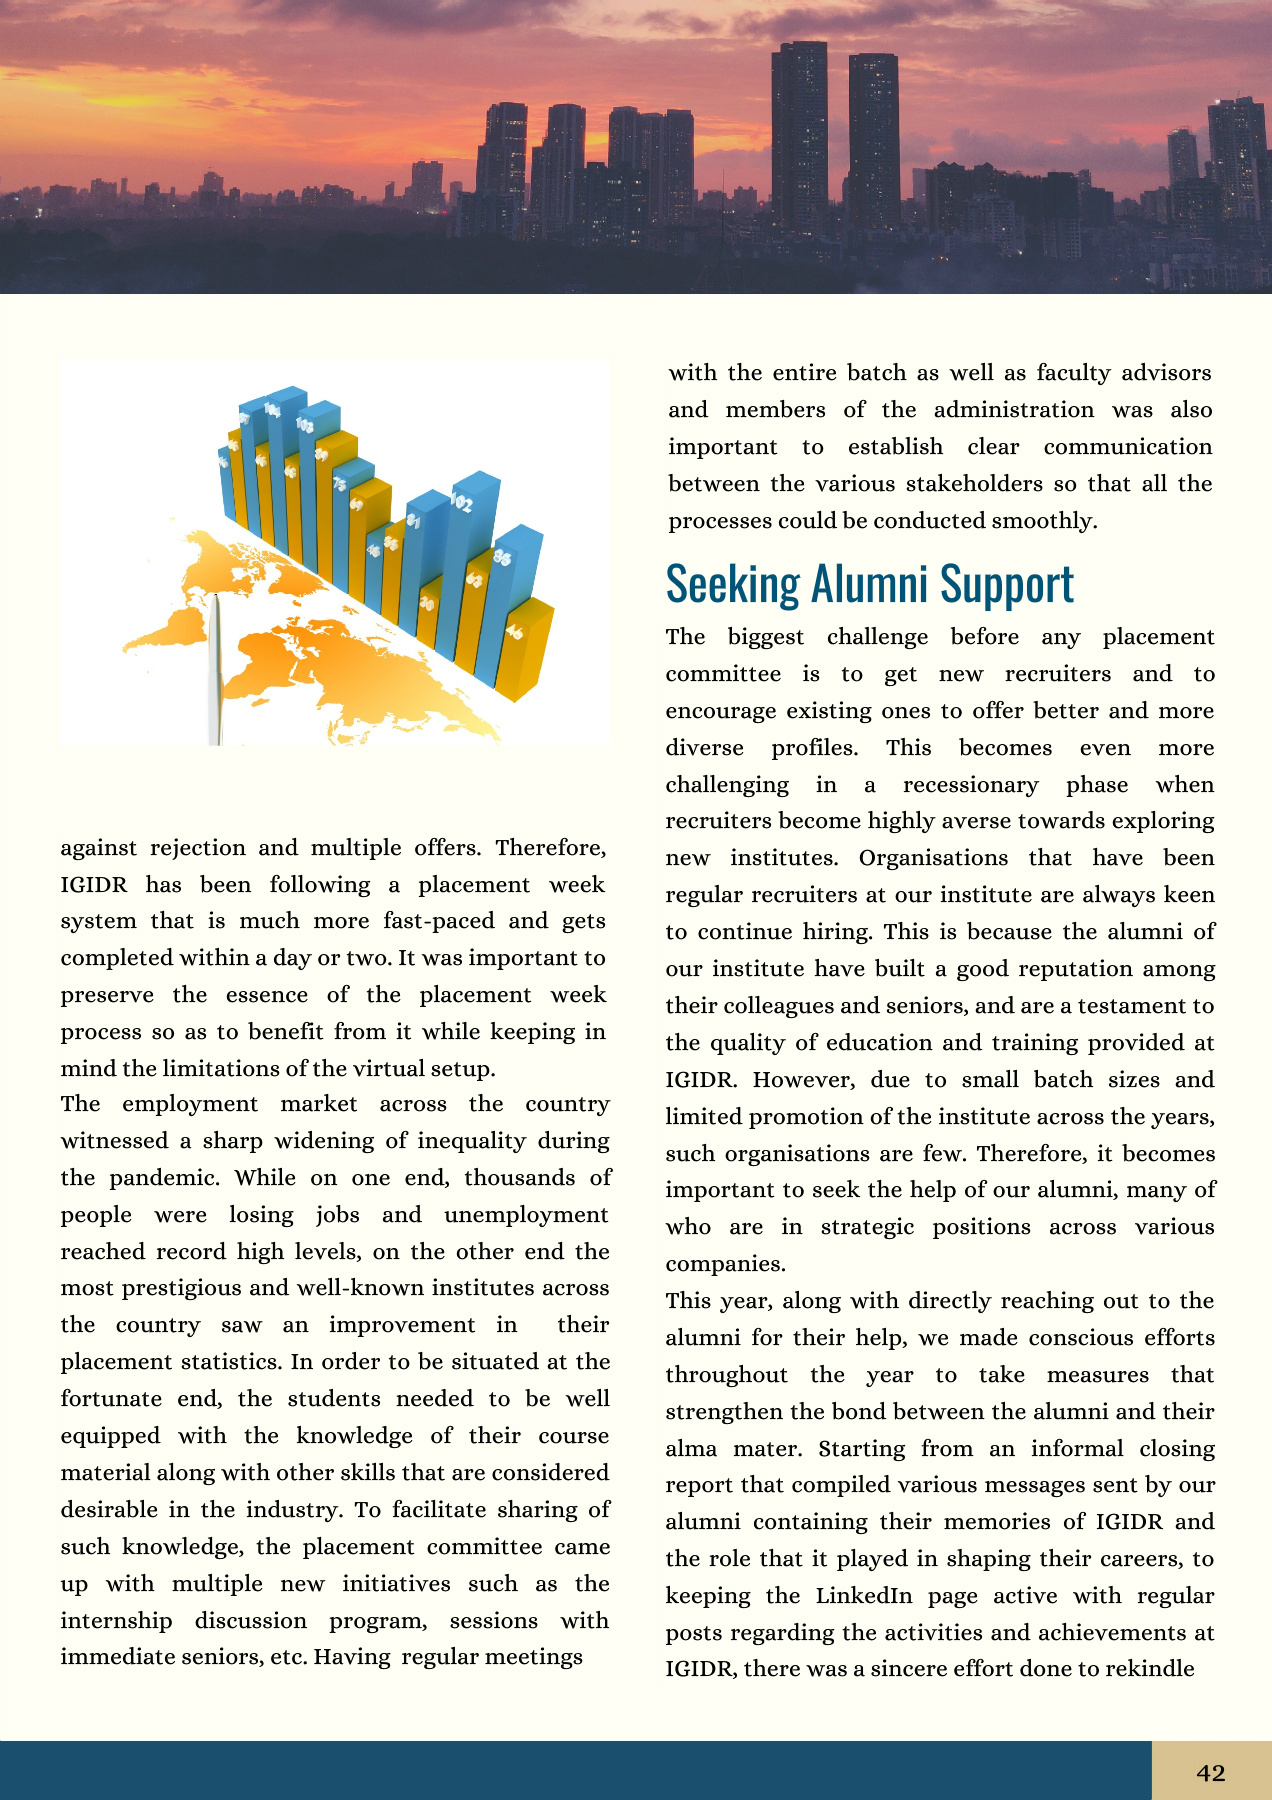 102
103
89
75
69
46
55
81
30
102
63
86
46
against rejection and multiple offers. Therefore,
IGIDR has been following a placement week
system that is much more fast-paced and gets
completed within a day or two. It was important to
preserve the essence of the placement week
process so as to benefit from it while keeping in
mind the limitations of the virtual setup.
The employment market across the country
witnessed a sharp widening of inequality during
the pandemic. While on one end, thousands of
people were losing jobs and unemployment
reached record high levels, on the other end the
most prestigious and well-known institutes across
the country saw an improvement in their
placement statistics. In order to be situated at the
fortunate end, the students needed to be well
equipped with the knowledge of their course
material along with other skills that are considered
desirable in the industry. To facilitate sharing of
such knowledge, the placement committee came
up with multiple new initiatives such as the
internship discussion program, sessions with
immediate seniors, etc. Having regular meetings
with the entire batch as well as faculty advisors
and members of the administration was also
important to establish clear communication
between the various stakeholders so that all the
processes could be conducted smoothly.
Seeking Alumni Support
The biggest challenge before any placement
committee is to get new recruiters and to
encourage existing ones to offer better and more
diverse profiles. This becomes even more
challenging in a recessionary phase when
recruiters become highly averse towards exploring
new institutes. Organisations that have been
regular recruiters at our institute are always keen
to continue hiring. This is because the alumni of
our institute have built a good reputation among
their colleagues and seniors, and are a testament to
the quality of education and training provided at
IGIDR. However, due to small batch sizes and
limited promotion of the institute across the years,
such organisations are few. Therefore, it becomes
important to seek the help of our alumni, many of
who are in strategic positions across various
companies.
This year, along with directly reaching out to the
alumni for their help, we made conscious efforts
throughout the year to take measures that
strengthen the bond between the alumni and their
alma mater. Starting from an informal closing
report that compiled various messages sent by our
alumni containing their memories of IGIDR and
the role that it played in shaping their careers, to
keeping the LinkedIn page active with regular
posts regarding the activities and achievements at
IGIDR, there was a sincere effort done to rekindle
42